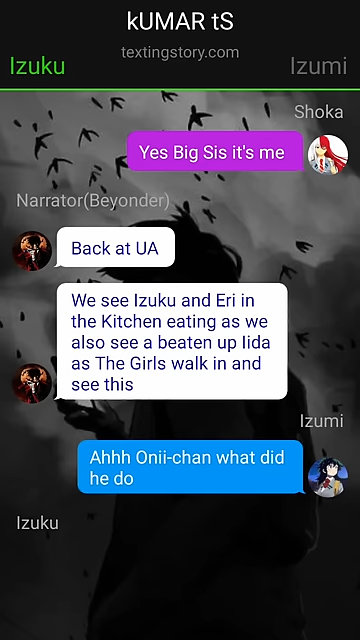 kUMAR tS
textingstory.com
Izuku
Izumi
Shoka
Yes Big Sis it's me
Narrator(Beyonder)
Back at UA
We see Izuku and Eri in
the Kitchen eating as we
also see a beaten up Iida
as The Girls walk in and
see this
Izumi
Ahhh Onii-chan what did
he do
Izuku